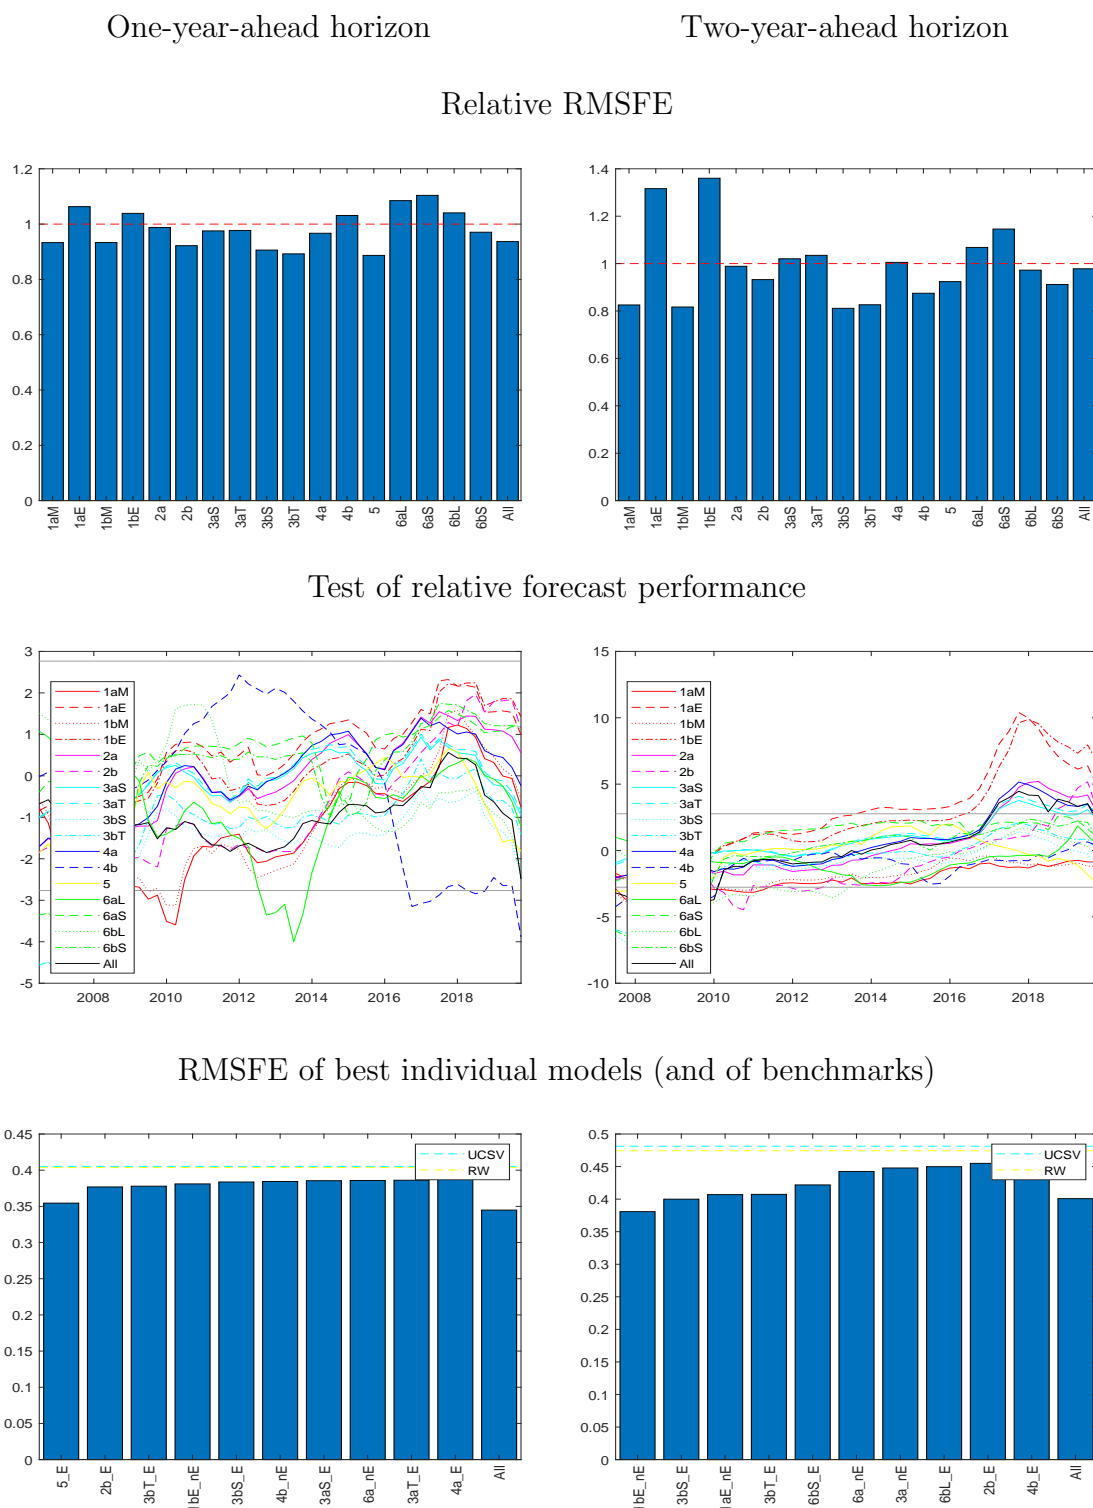 One-year-ahead horizon
Two-year-ahead horizon
Relative RMSFE
1.2
1
0.8
0.6
0.4
0.2
0
1aM 1aE 1bM 1bE 2a 2b 3aS 3aT 3bS 3bT 4a 4b 5 6aL 6aS 6bL 6bS All
1.4
1.2
1
0.8
0.6
0.4
0.2
0
1aM 1aE 1bM 1bE 2a 2b 3aS 3aT 3bS 3bT 4a 4b 5 6aL 6aS 6bL 6bS All
Test of relative forecast performance
3
2
1
0
-1
-2
-3
-4
-5
1aM
1aE
1bM
1bE
2a
2b
3aS
3aT
3bS
3bT
4a
4b
5
6aL
6aS
6bL
6bS
All
2008 2010 2012 2014 2016 2018
15
10
5
0
-5
-10
1aM
1aE
1bM
1bE
2a
2b
3aS
3aT
3bS
3bT
4a
4b
5
6aL
6aS
6bL
6bS
All
2008 2010 2012 2014 2016 2018
RMSFE of best individual models (and of benchmarks)
0.45
0.4
0.35
0.3
0.25
0.2
0.15
0.1
0.05
0
UCSV
RW
5_E 2b_E 3bT_E 1bE_nE 3bS_E 4b_nE 3aS_E 6a_nE 3aT_E 4a_E All
0.5
0.45
0.4
0.35
0.3
0.25
0.2
0.15
0.1
0.05
0
UCSV
RW
1bE_nE 3bS_E 1aE_nE 3bT_E 6bS_E 6a_nE 3a_nE 6bL_E 2b_E 4b_E All